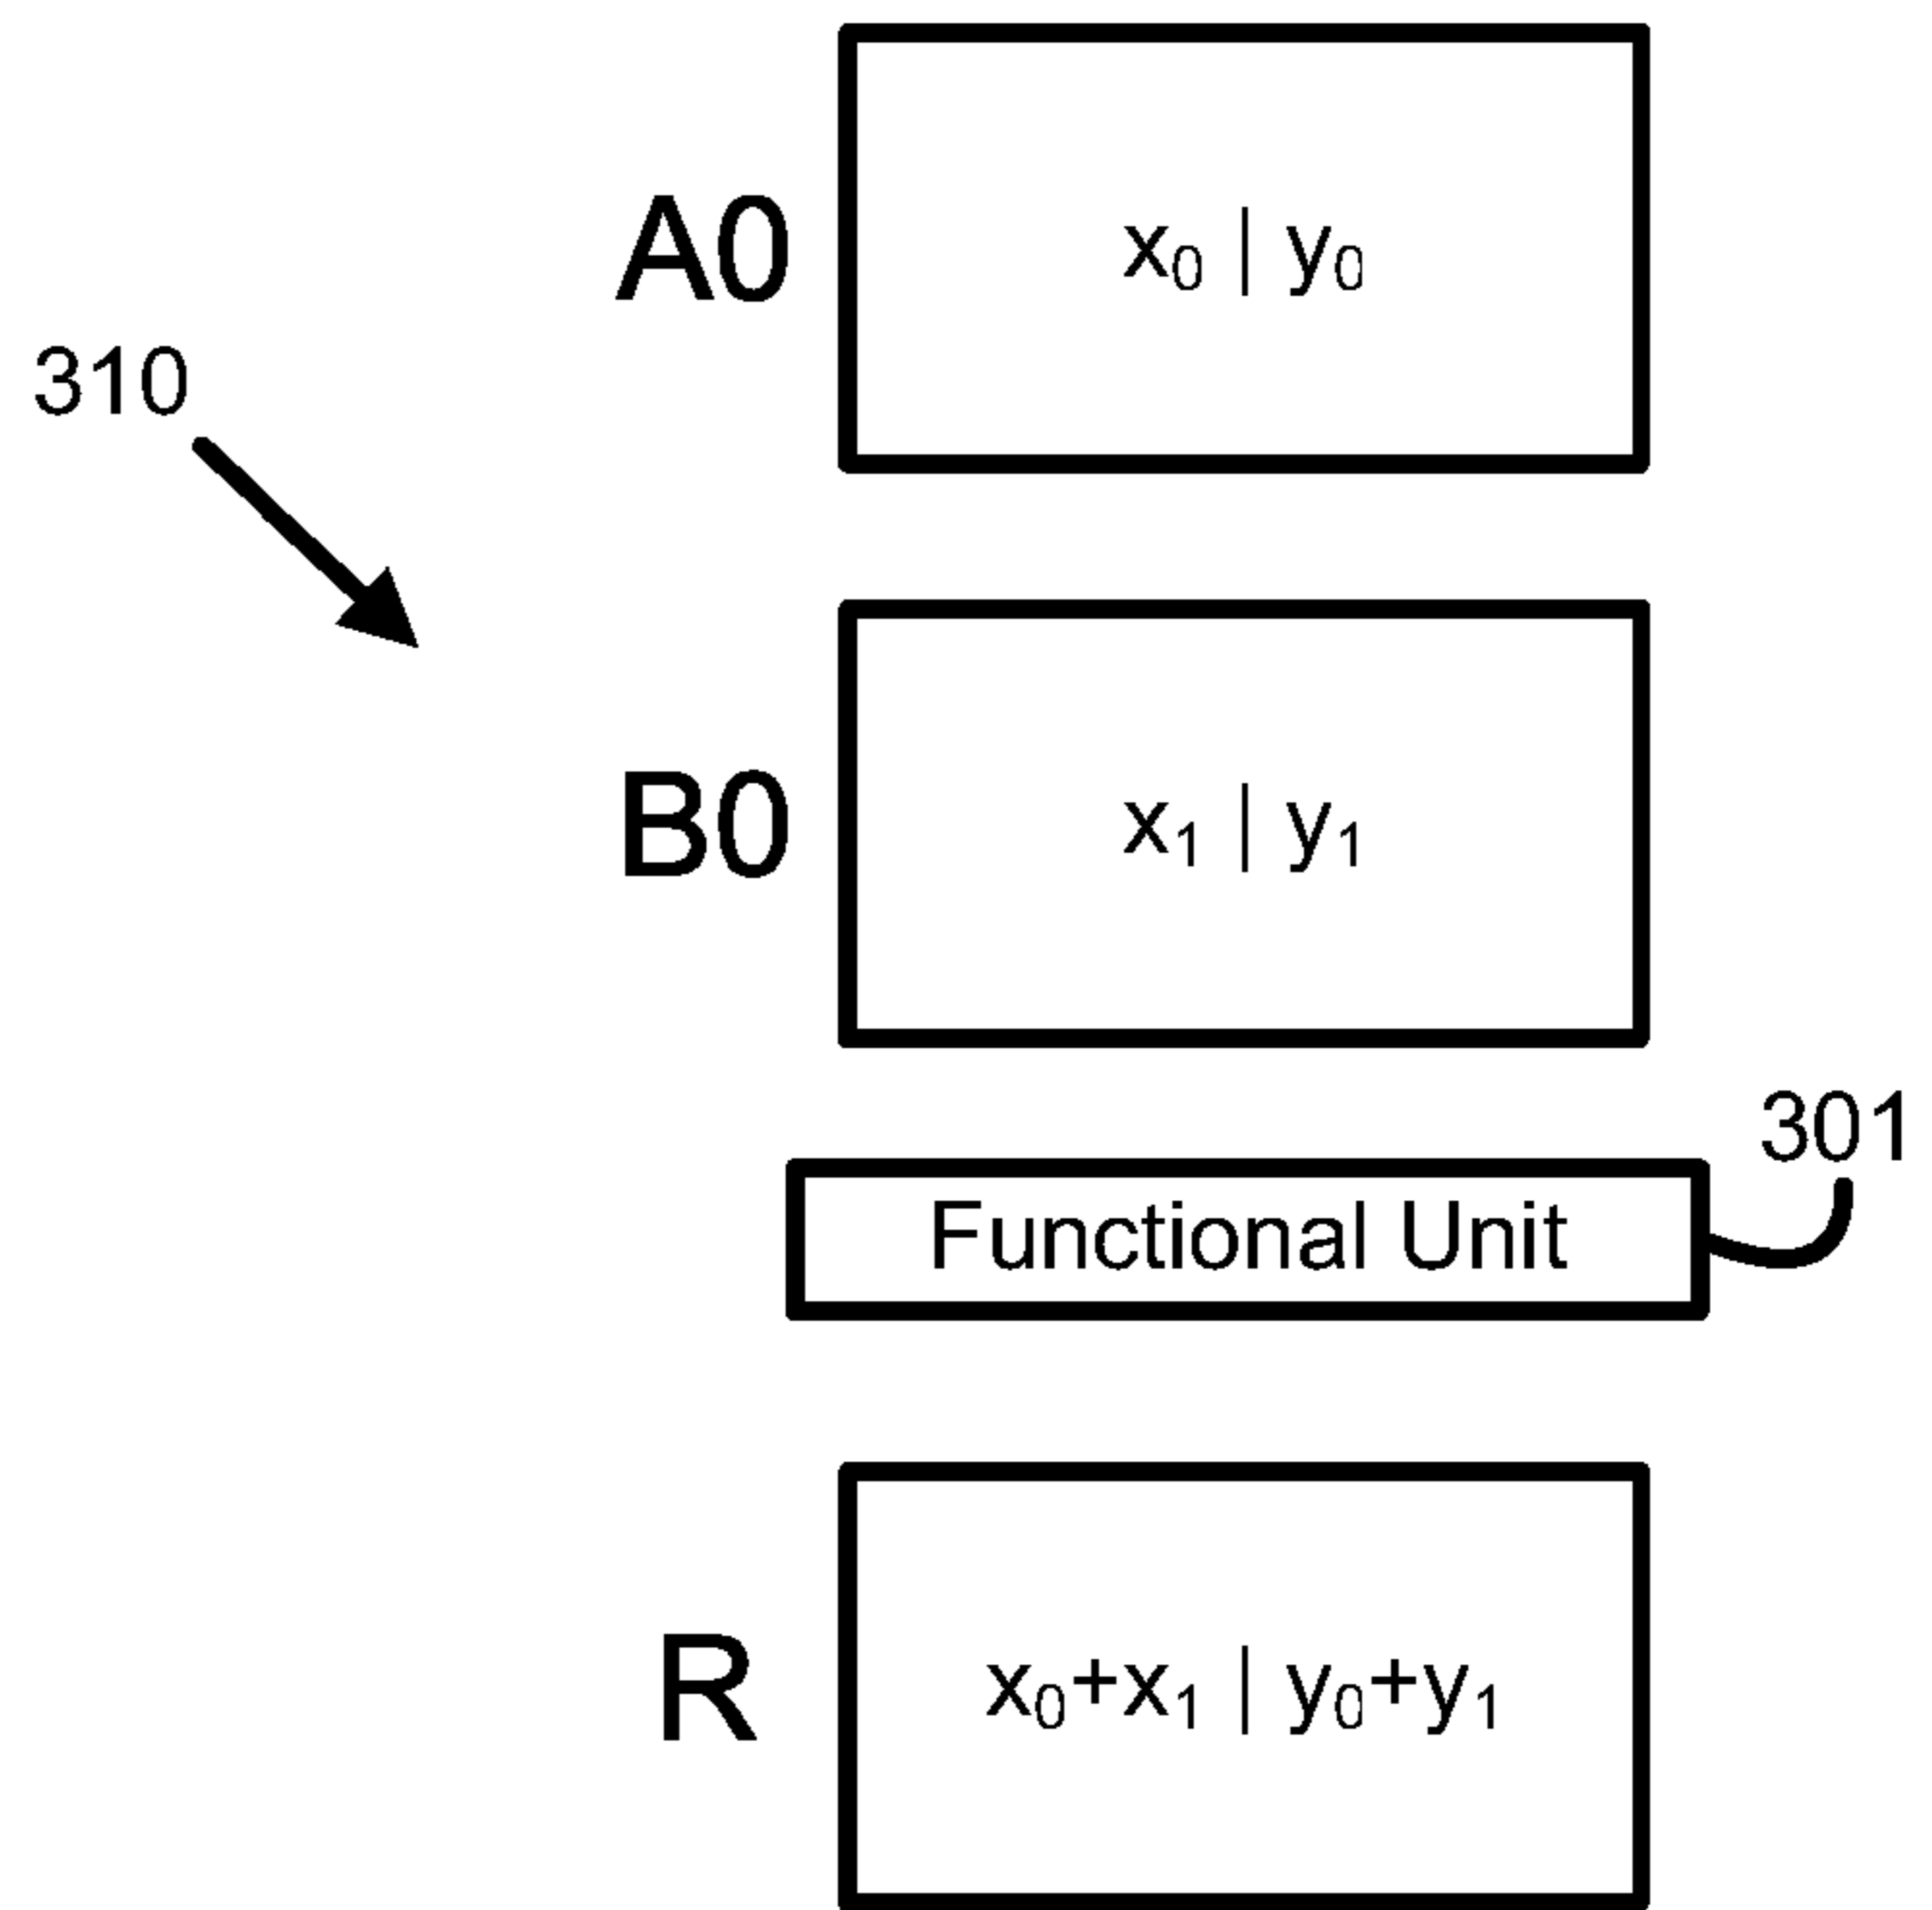 A0
x₀ | y₀
310
B0
x₁ | y₁
301
Functional Unit
R
x₀+x₁ | y₀+y₁